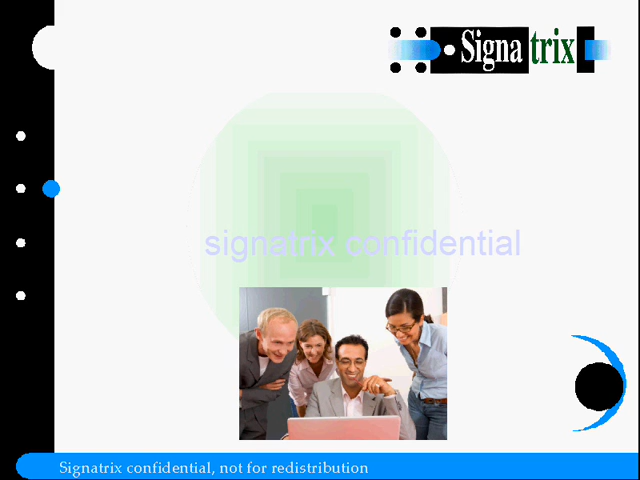 Signatrix
signatrix confidential
Signatrix confidential, not for redistribution